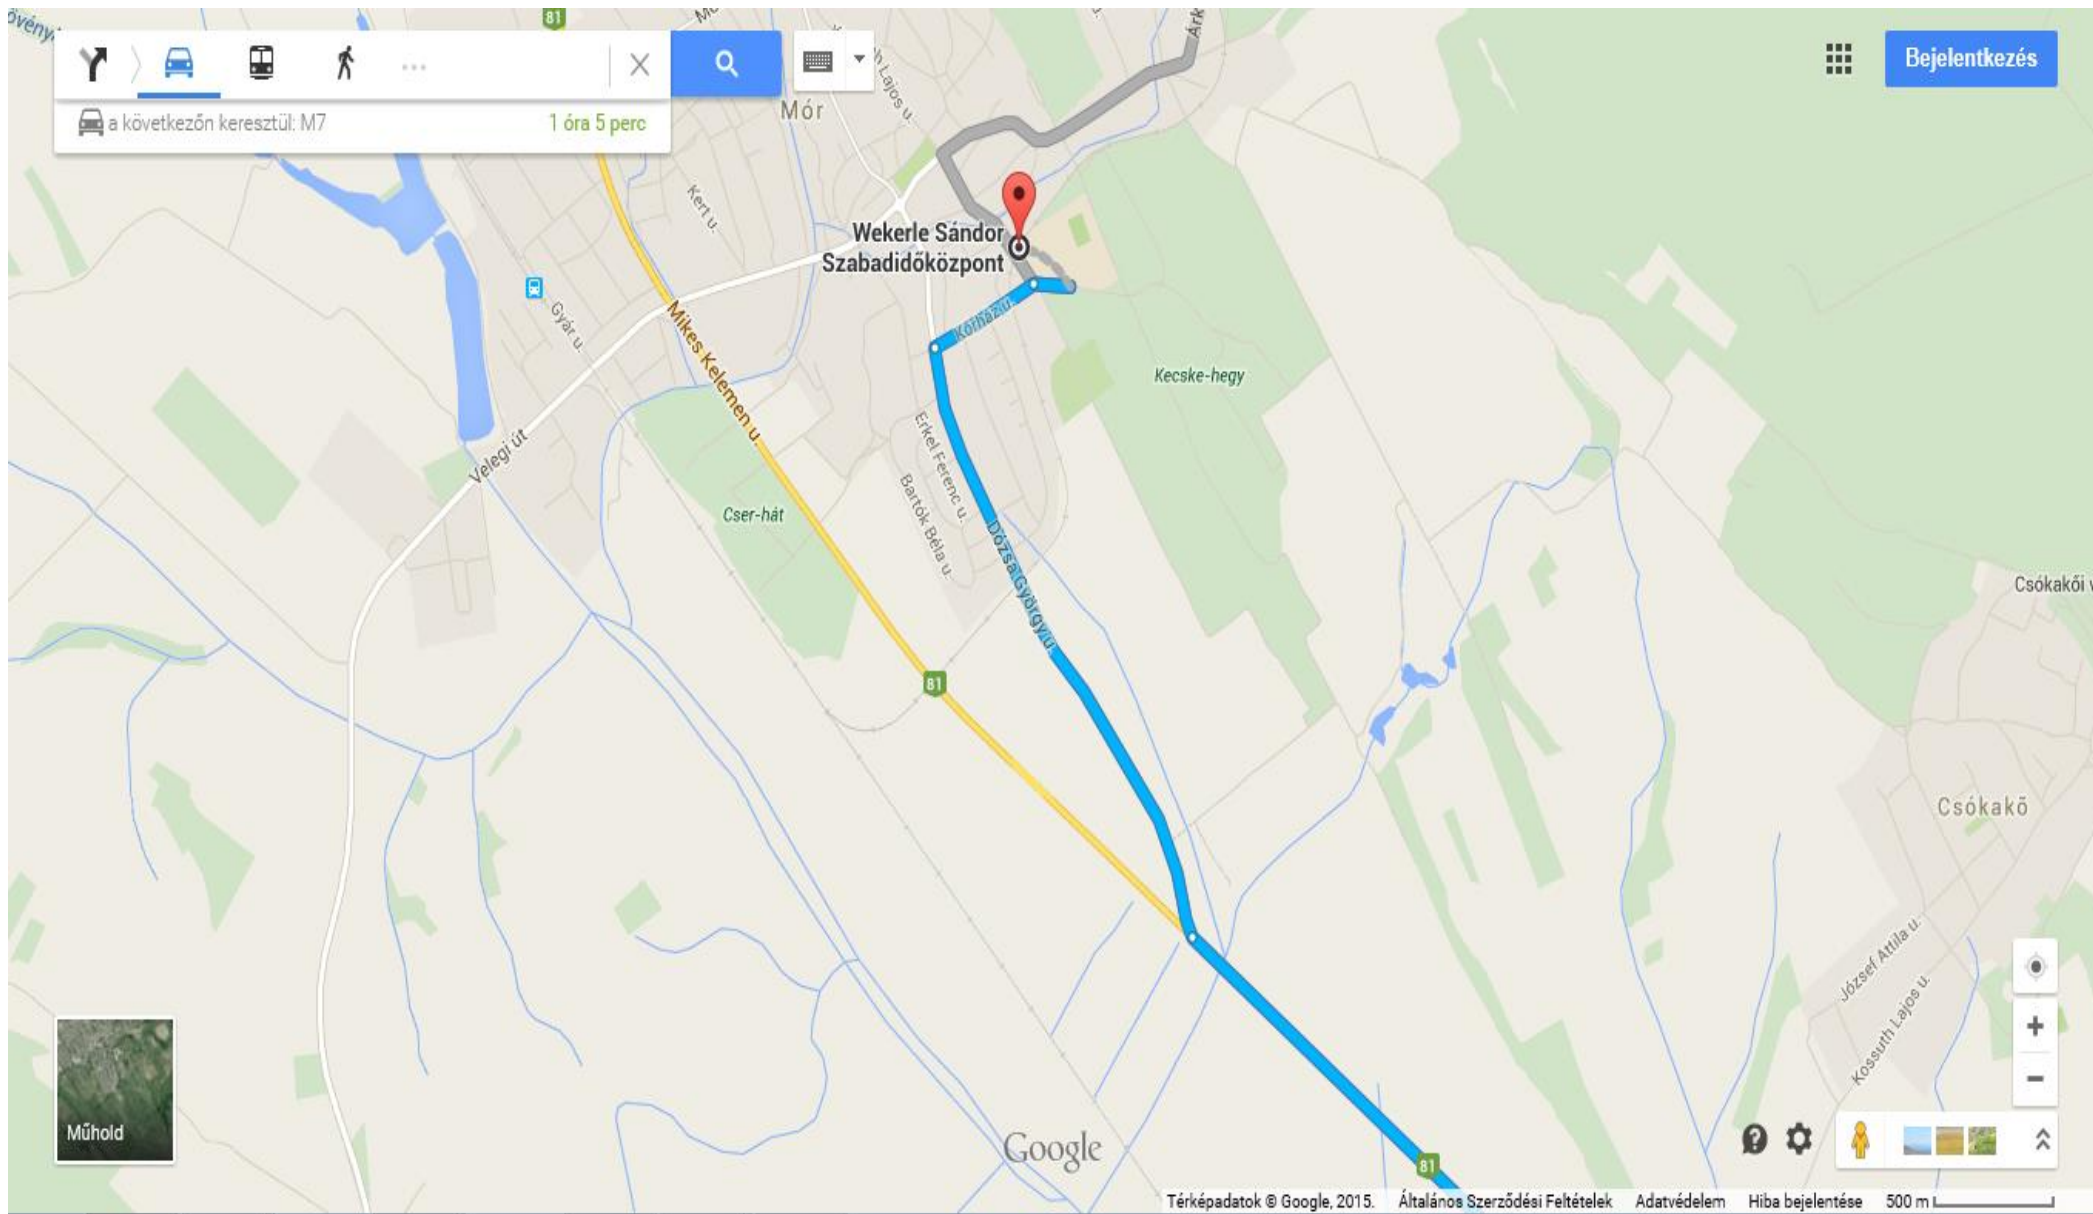 81
Bejelentkezés
a következőn keresztül: M7
1 óra 5 perc
Mór
Kert u.
Wekerle Sándor
Szabadidőközpont
Gyár u.
Mikes Kelemen u.
Kórház u.
Kecske-hegy
Velegi út
Erkel Ferenc u.
Bartók Béla u.
Cser-hát
Dózsa György u.
Csókakői
81
Csókakő
József Attila u.
Kossuth Lajos u.
Műhold
Google
81
Térképadatok © Google, 2015.
Általános Szerződési Feltételek
Adatvédelem
Hiba bejelentése
500 m